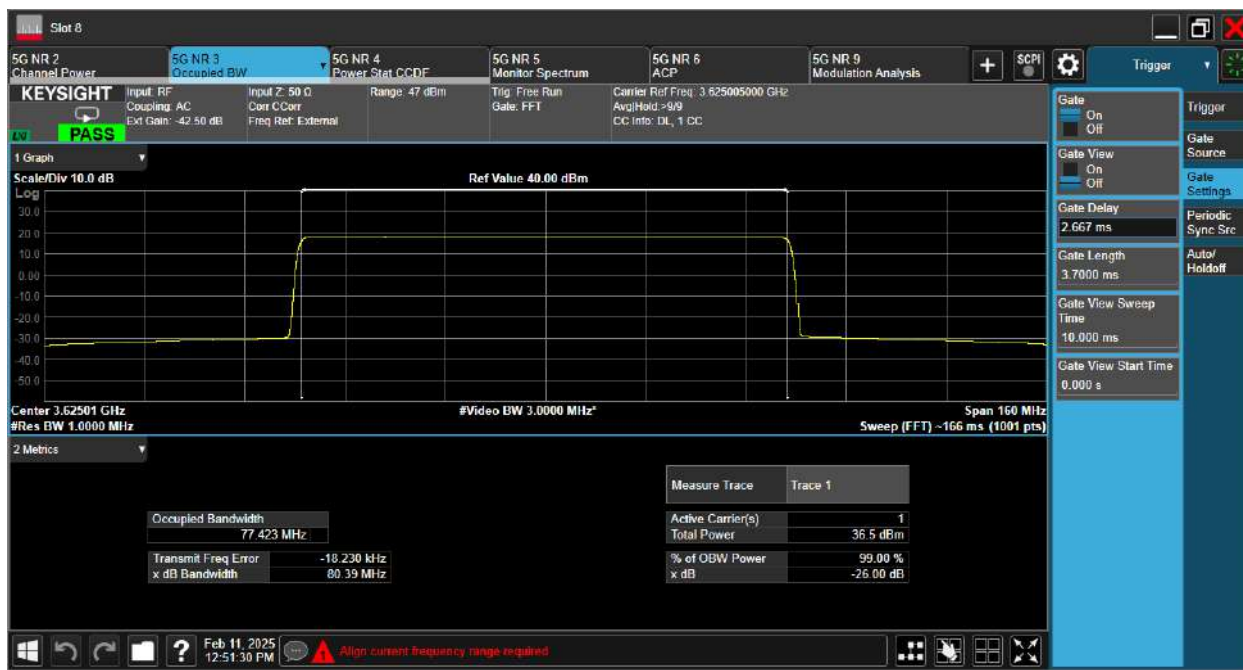 Slot 8
5G NR 2
Channel Power
5G NR 3
Occupied BW
5G NR 4
Power Stat CCDF
5G NR 5
Monitor Spectrum
5G NR 6
ACP
5G NR 9
Modulation Analysis
+
SCPI
Trigger
KEYSIGHT
PASS
Input: RF
Coupling: AC
Ext Gain: -42.50 dB
Input Z: 50 Ω
Corr CCorr
Freq Ref: External
Range: 47 dBm
Trig: Free Run
Gate: FFT
Carrier Ref Freq: 3.625005000 GHz
Avg|Hold:>9/9
CC Info: DL, 1 CC
1 Graph
Scale/Div 10.0 dB
Ref Value 40.00 dBm
Log
30.0
20.0
10.0
0.00
-10.0
-20.0
-30.0
-40.0
-50.0
Center 3.62501 GHz
#Video BW 3.0000 MHz*
Span 160 MHz
#Res BW 1.0000 MHz
Sweep (FFT) ~166 ms (1001 pts)
2 Metrics
Measure Trace Trace 1
Occupied Bandwidth
77.423 MHz
Active Carrier(s) 1
Total Power 36.5 dBm
Transmit Freq Error -18.230 kHz
% of OBW Power 99.00 %
x dB Bandwidth 80.39 MHz
x dB -26.00 dB
Gate
On
Off
Gate View
On
Off
Gate Delay
2.667 ms
Gate Length
3.7000 ms
Gate View Sweep
Time
10.000 ms
Gate View Start Time
0.000 s
Trigger
Gate
Source
Gate
Settings
Periodic
Sync Src
Auto/
Holdoff
?
Feb 11, 2025
12:51:30 PM
Align current frequency range required